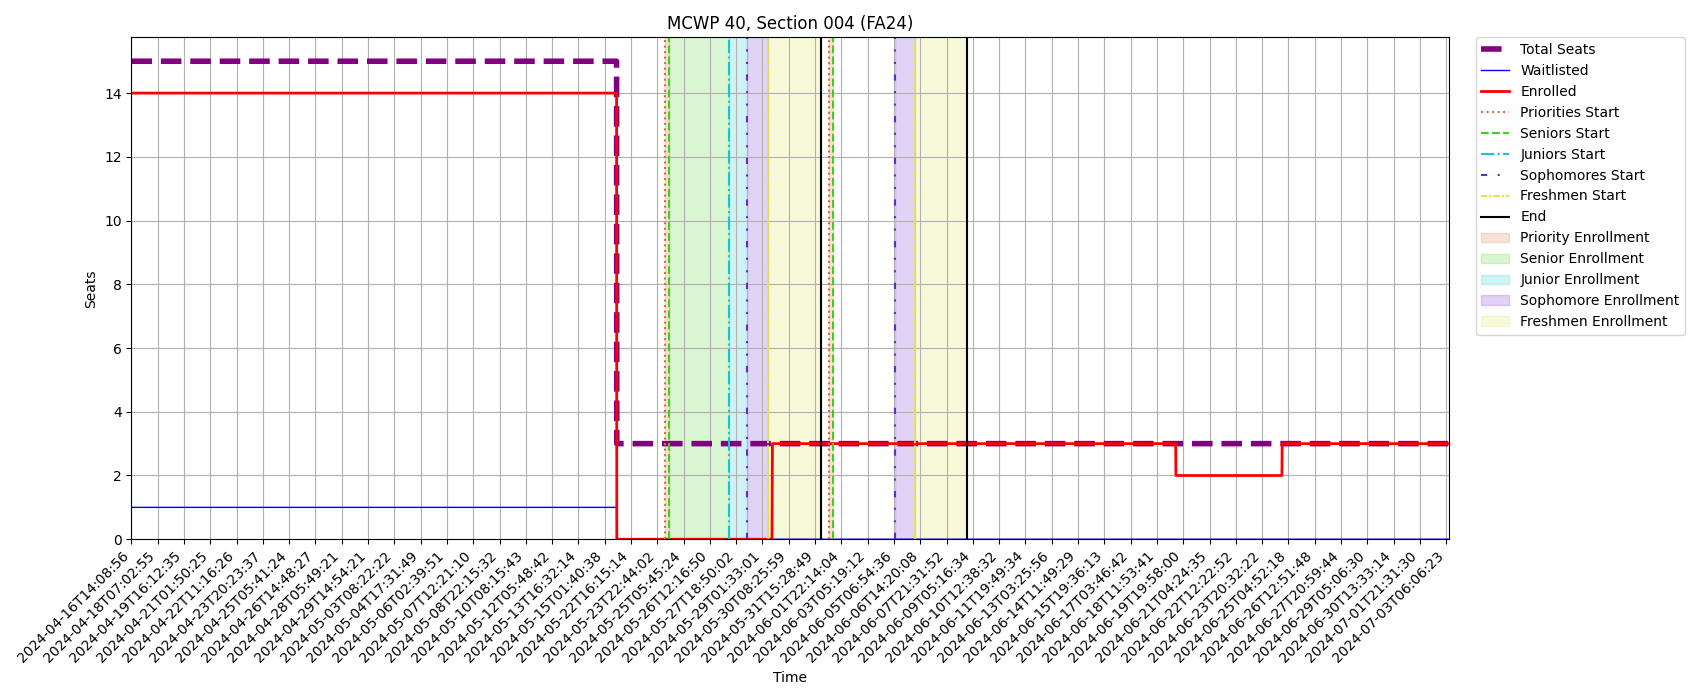 MCWP 40, Section 004 (FA24)
Total Seats
Waitlisted
Enrolled
Priorities Start
Seniors Start
Juniors Start
Sophomores Start
Freshmen Start
End
Priority Enrollment
Senior Enrollment
Junior Enrollment
Sophomore Enrollment
Freshmen Enrollment
Seats
14
12
10
8
6
4
2
0
2024-04-16T14:08:56
2024-04-18T07:02:55
2024-04-19T16:12:35
2024-04-21T01:50:25
2024-04-22T11:16:26
2024-04-23T20:23:37
2024-04-25T05:41:24
2024-04-26T14:48:27
2024-04-28T05:49:21
2024-04-29T14:54:21
2024-05-03T08:22:22
2024-05-04T17:31:49
2024-05-06T02:39:51
2024-05-07T12:21:10
2024-05-08T22:15:32
2024-05-10T08:15:43
2024-05-12T05:48:42
2024-05-13T16:32:14
2024-05-15T01:40:38
2024-05-22T16:15:14
2024-05-23T22:44:02
2024-05-25T05:45:24
2024-05-26T12:16:50
2024-05-27T18:50:02
2024-05-29T01:33:01
2024-05-30T08:25:59
2024-05-31T15:28:49
2024-06-01T22:14:04
2024-06-03T05:19:12
2024-06-05T06:54:36
2024-06-06T14:20:08
2024-06-07T21:31:52
2024-06-09T05:16:34
2024-06-10T12:38:32
2024-06-11T19:49:34
2024-06-13T03:25:56
2024-06-14T11:49:29
2024-06-15T19:36:13
2024-06-17T03:46:42
2024-06-18T11:53:41
2024-06-19T19:58:00
2024-06-21T04:24:35
2024-06-22T12:22:52
2024-06-23T20:32:22
2024-06-25T04:52:18
2024-06-26T12:51:48
2024-06-27T20:59:44
2024-06-29T05:06:30
2024-06-30T13:33:14
2024-07-01T21:31:30
2024-07-03T06:06:23
Time